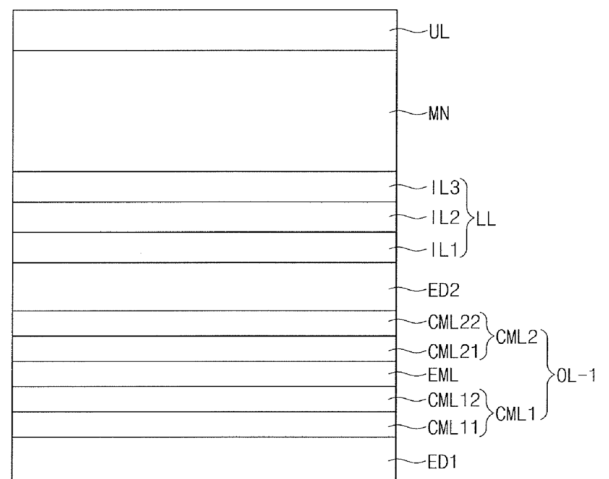 UL
MN
IL3
IL2
LL
IL1
ED2
CML22
CML2
CML21
EML
OL-1
CML12
CML1
CML11
ED1